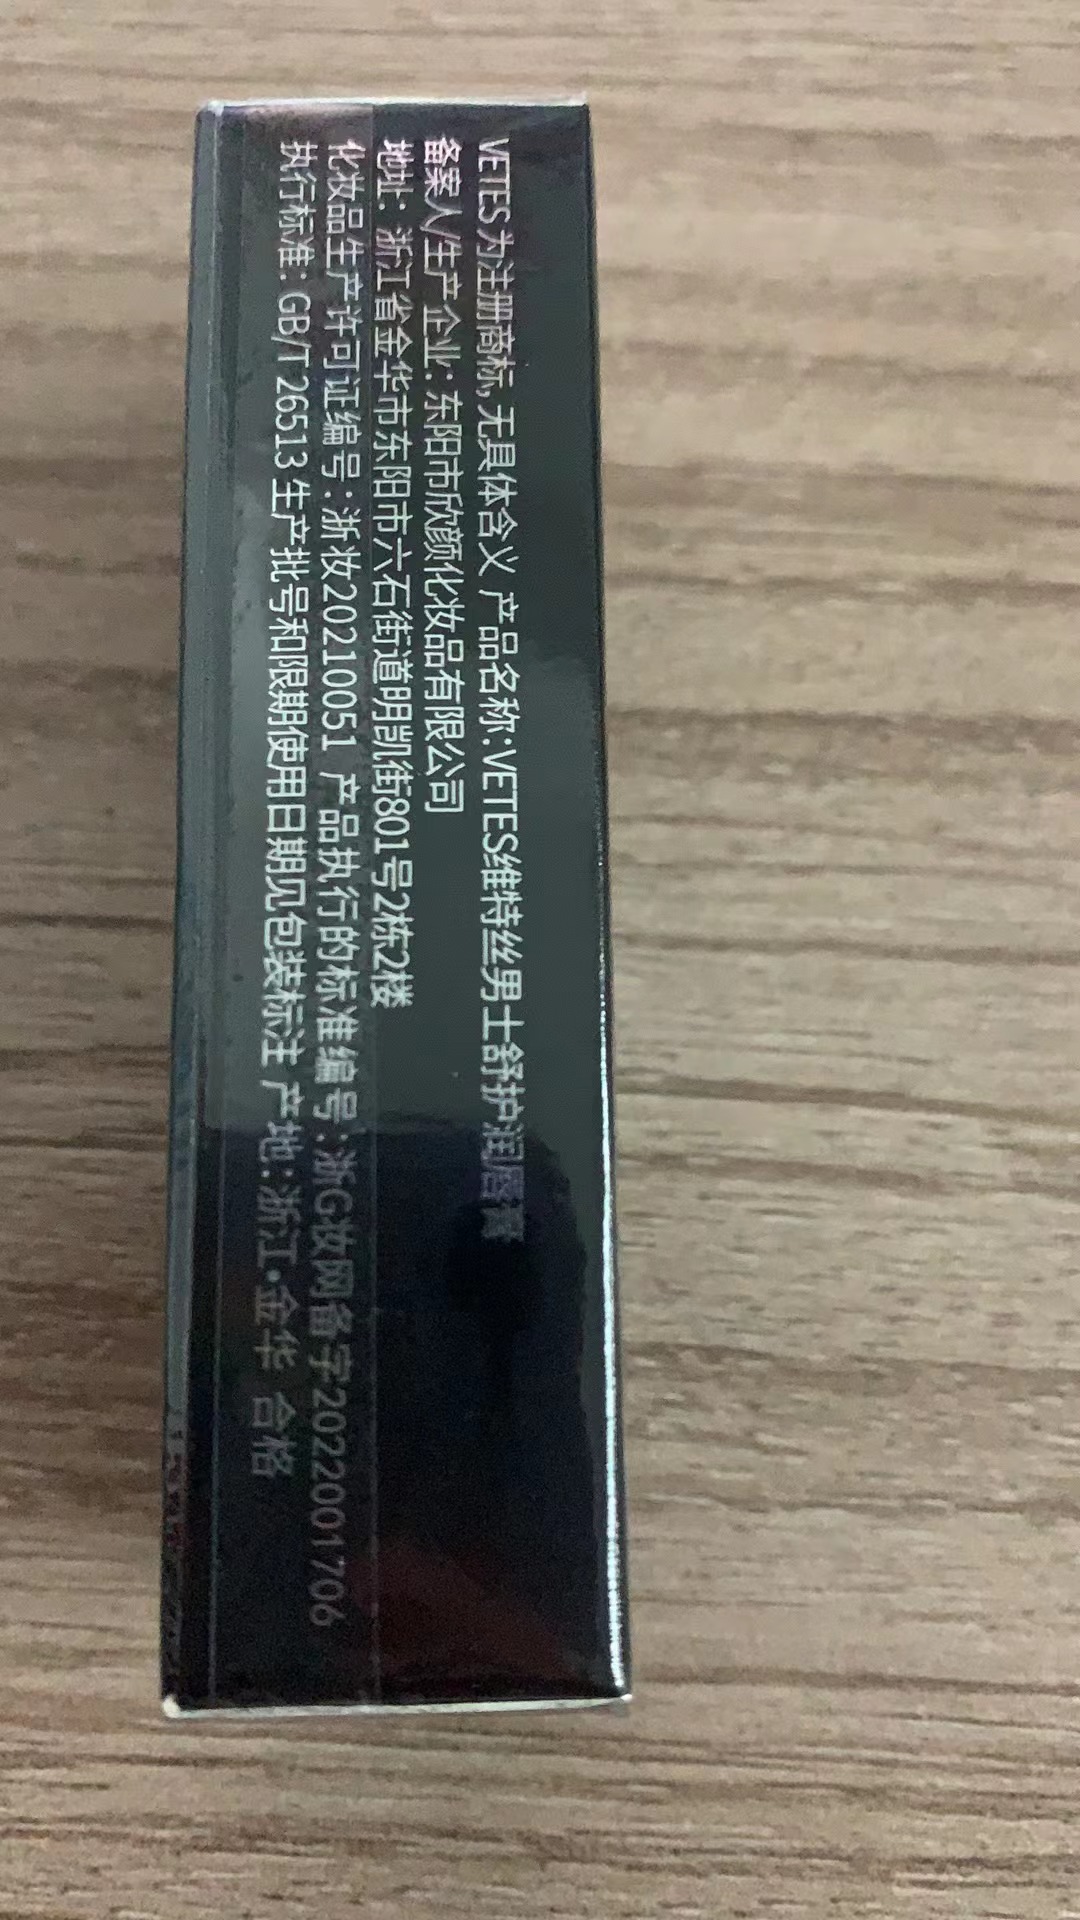 VETES为注册商标,无具体含义 产品名称:VETES维特丝男士舒护润唇膏
备案人/生产企业:东阳市欣颜化妆品有限公司
地址: 浙江省金华市东阳市六石街道明凯街801号2栋2楼
化妆品生产许可证编号:浙妆20210051 产品执行的标准编号:浙G妆网备字2022001706
执行标准: GB/T 26513 生产批号和限期使用日期见包装标注 产地:浙江•金华 合格